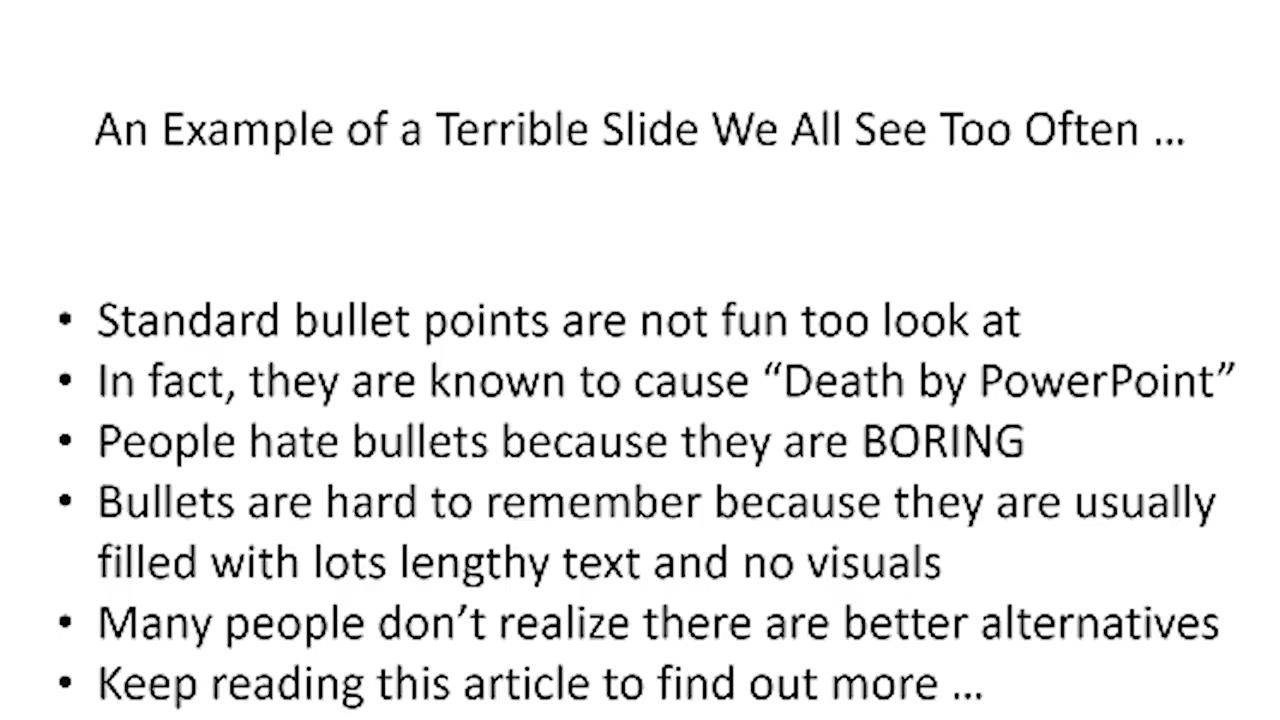 An Example of a Terrible Slide We All See Too Often ...
• Standard bullet points are not fun too look at
• In fact, they are known to cause “Death by PowerPoint”
• People hate bullets because they are BORING
• Bullets are hard to remember because they are usually
filled with lots lengthy text and no visuals
• Many people don’t realize there are better alternatives
• Keep reading this article to find out more ...